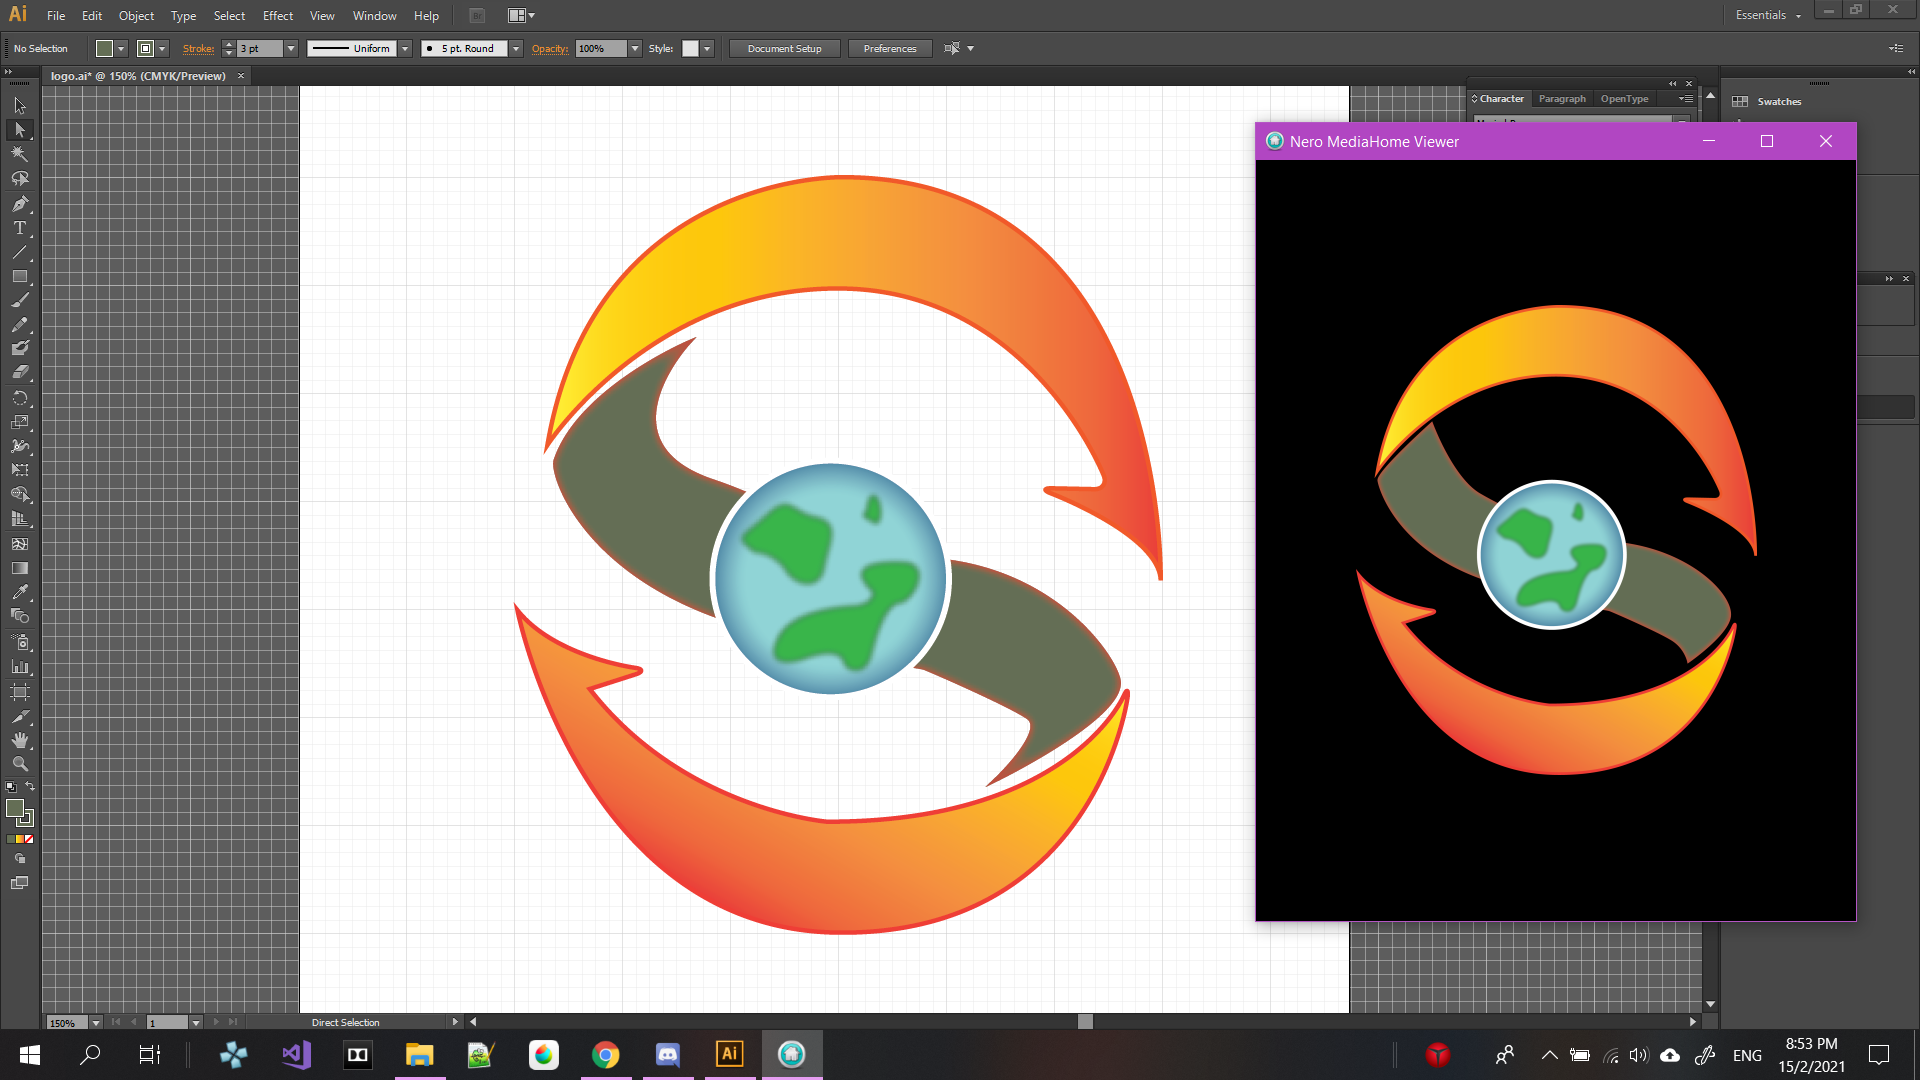 Ai File Edit Object Type Select Effect View Window Help Br Essentials
No Selection Stroke: 3 pt Uniform 5 pt. Round Opacity: 100% Style: Document Setup Preferences
logo.ai* @ 150% (CMYK/Preview)
Character Paragraph OpenType
Swatches
Nero MediaHome Viewer
150% 1 Direct Selection
Ai ENG
8:53 PM
15/2/2021